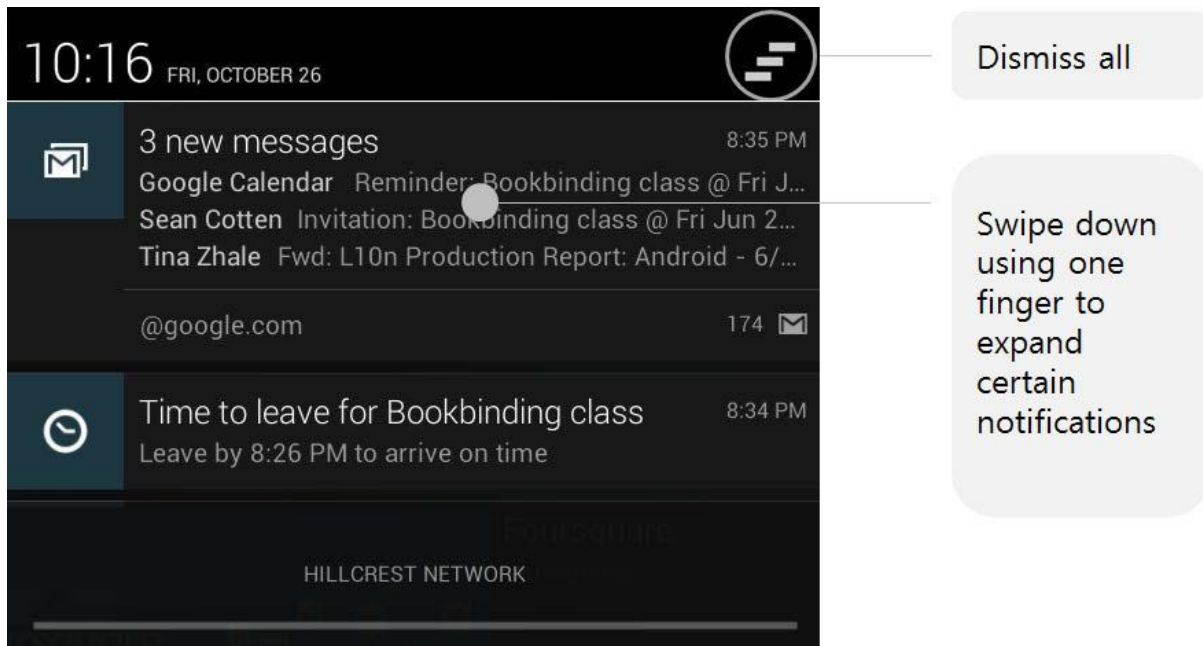 10:16 FRI, OCTOBER 26
Dismiss all
3 new messages 8:35 PM
Google Calendar Reminder: Bookbinding class @ Fri J...
Sean Cotten Invitation: Bookbinding class @ Fri Jun 2...
Tina Zhale Fwd: L10n Production Report: Android - 6/...
@google.com 174
Swipe down
using one
finger to
expand
certain
notifications
Time to leave for Bookbinding class 8:34 PM
Leave by 8:26 PM to arrive on time
Foursquare
HILLCREST NETWORK